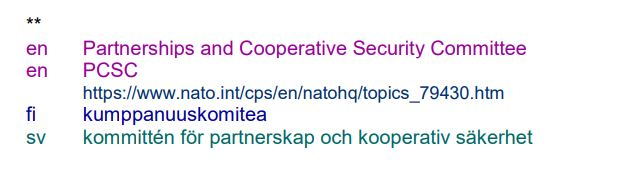 **
en Partnerships and Cooperative Security Committee
en PCSC
https://www.nato.int/cps/en/natohq/topics_79430.htm
fi kumppanuuskomitea
sv kommittén för partnerskap och kooperativ säkerhet